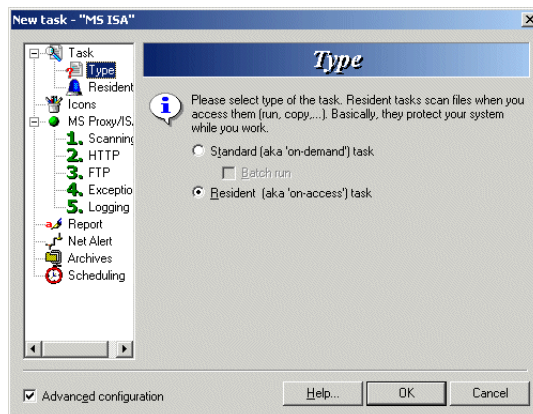 New task - "MS ISA"
Task
Type
Resident
Icons
MS Proxy/IS.
1. Scanning
2. HTTP
3. FTP
4. Exceptio
5. Logging
Report
Net Alert
Archives
Scheduling
Type
Please select type of the task. Resident tasks scan files when you
access them (run, copy,...). Basically, they protect your system
while you work.
Standard (aka 'on-demand') task
Batch run
Resident (aka 'on-access') task
Advanced configuration
Help...
OK
Cancel